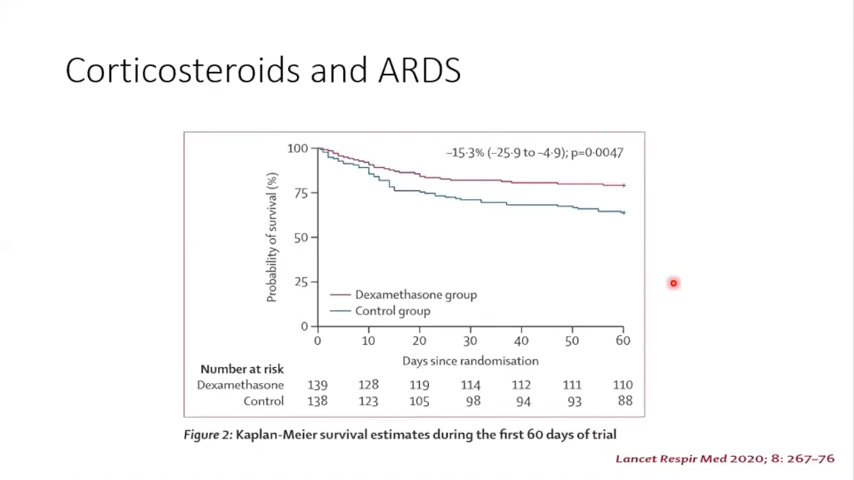 Corticosteroids and ARDS
–15·3% (–25·9 to –4·9); p=0·0047
100
75
50
25
0
Probability of survival (%)
Dexamethasone group
Control group
0 10 20 30 40 50 60
Days since randomisation
Number at risk
Dexamethasone 139 128 119 114 112 111 110
Control 138 123 105 98 94 93 88
Figure 2: Kaplan-Meier survival estimates during the first 60 days of trial
Lancet Respir Med 2020; 8: 267–76